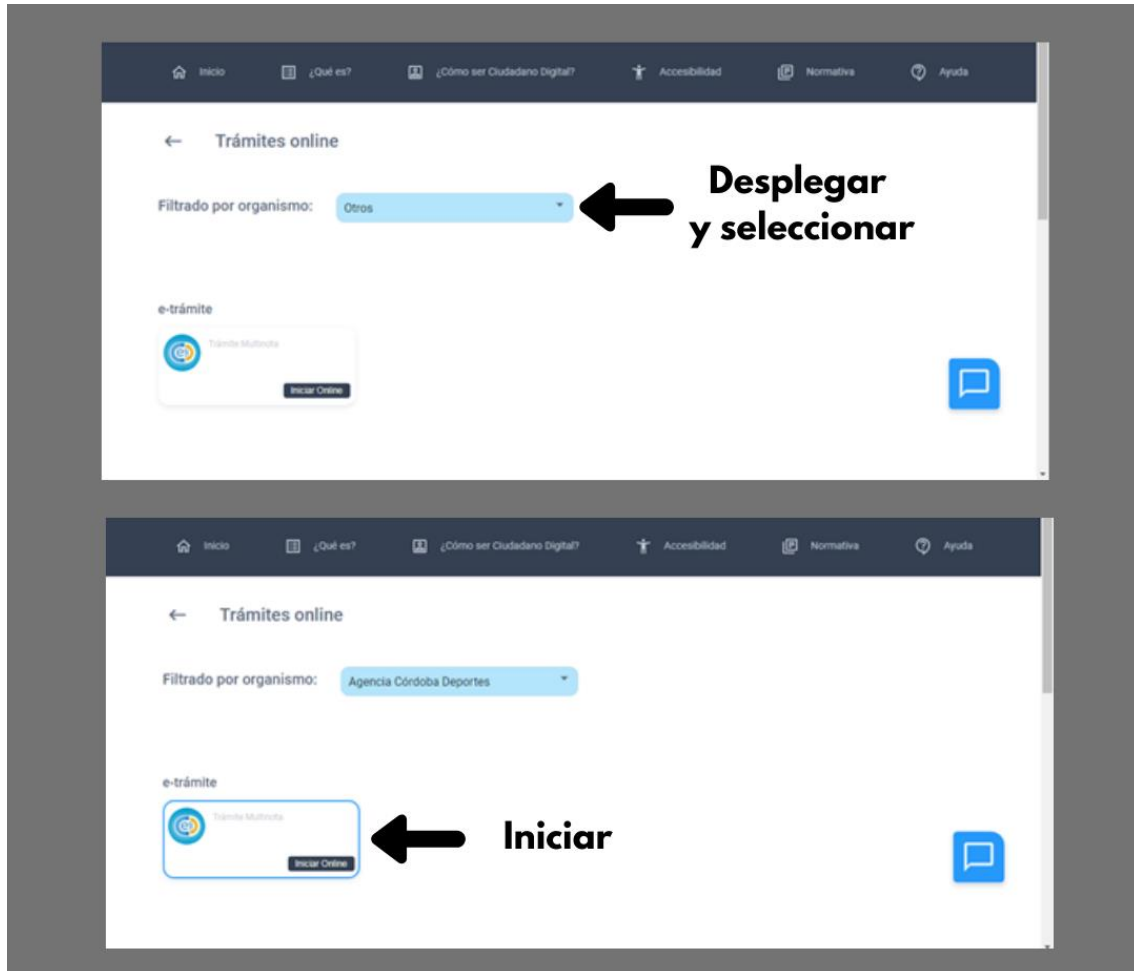 Inicio ¿Qué es? ¿Cómo ser Ciudadano Digital? Accesibilidad Normativa Ayuda
Trámites online
Filtrado por organismo: Otros
Desplegar
y seleccionar
e-trámite
Trámite Multinota
Iniciar Online
Inicio ¿Qué es? ¿Cómo ser Ciudadano Digital? Accesibilidad Normativa Ayuda
Trámites online
Filtrado por organismo: Agencia Córdoba Deportes
e-trámite
Trámite Multinota
Iniciar
Iniciar Online